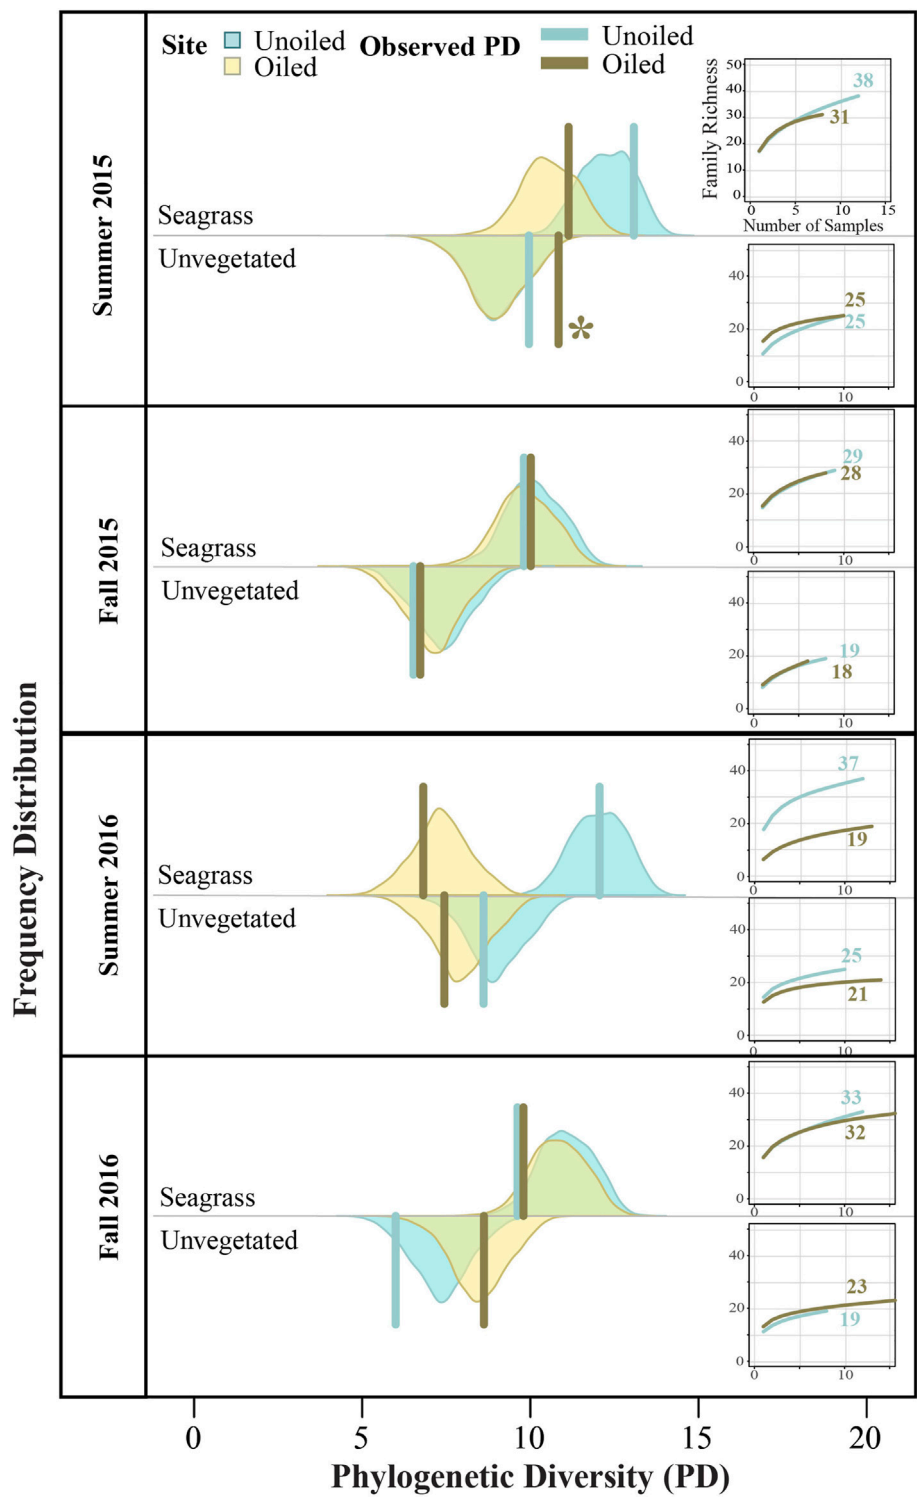 Site Unoiled Observed PD Unoiled
Oiled Oiled
Frequency Distribution
Summer 2015
Seagrass
Unvegetated
*
Family Richness
50
40
30
20
10
0
38
31
0 5 10 15
Number of Samples
40
20
0
25
25
0 10
Fall 2015
Seagrass
Unvegetated
40
20
0
29
28
0 10
40
20
0
19
18
0 10
Summer 2016
Seagrass
Unvegetated
40
20
0
37
19
0 10
40
20
0
25
21
0 10
Fall 2016
Seagrass
Unvegetated
40
20
0
33
32
0 10
40
20
0
23
19
0 10
0 5 10 15 20
Phylogenetic Diversity (PD)